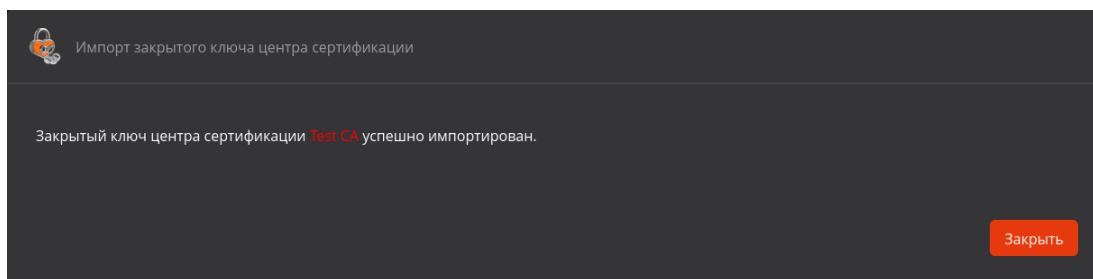 Импорт закрытого ключа центра сертификации
Закрытый ключ центра сертификации Test CA успешно импортирован.
Закрыть